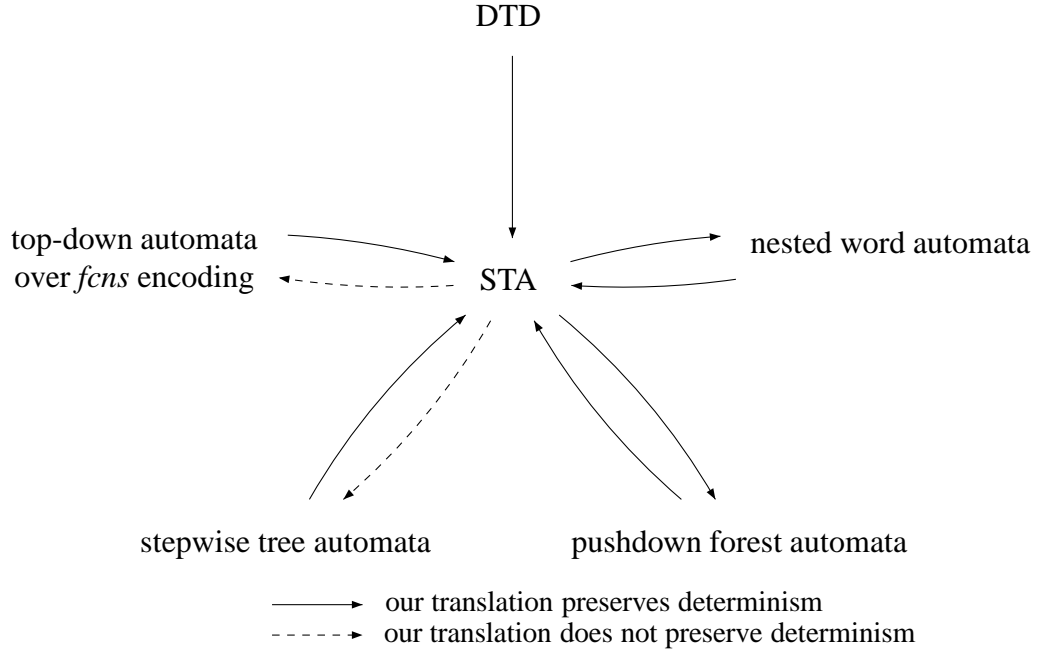 DTD
top-down automata
over fcns encoding
STA
nested word automata
stepwise tree automata
pushdown forest automata
our translation preserves determinism
our translation does not preserve determinism